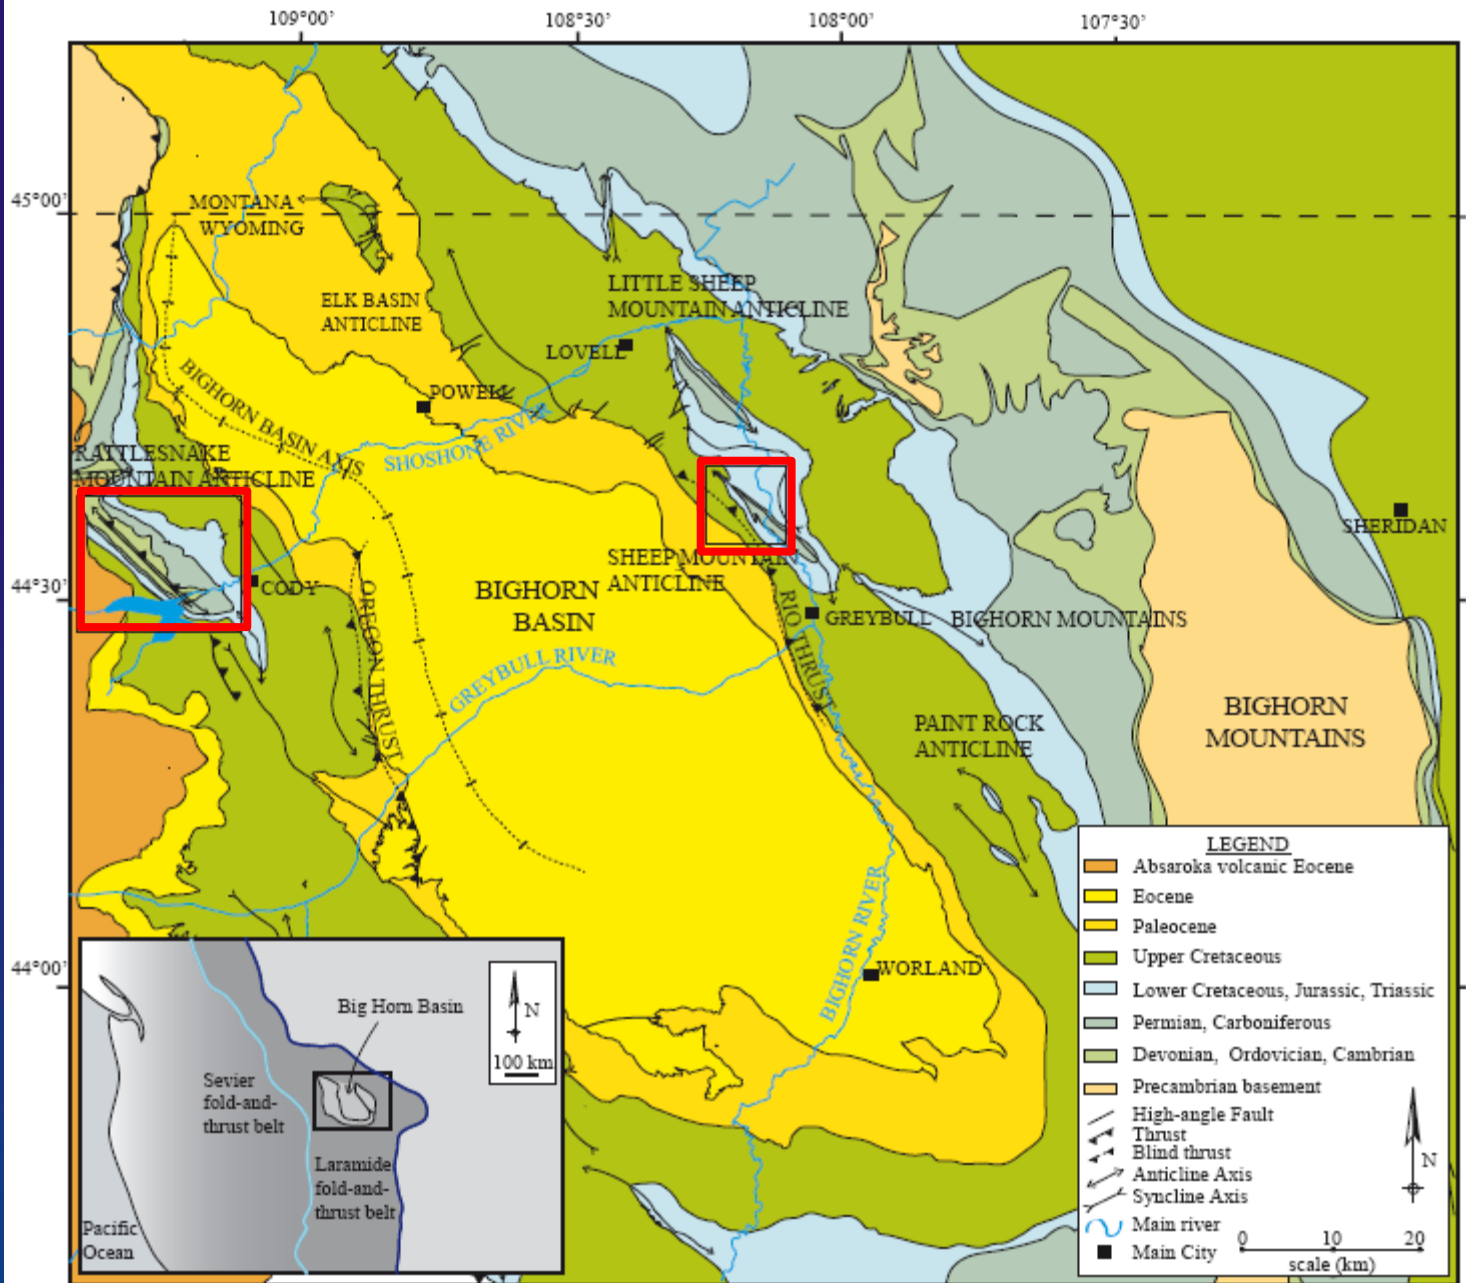 109°00'
108°30'
108°00'
107°30'
45°00'
MONTANA
WYOMING
ELK BASIN
ANTICLINE
LITTLE SHEEP
MOUNTAIN ANTICLINE
LOVELL
POWELL
BIGHORN BASIN AXIS
SHOSHONE RIVER
RATTLESNAKE
MOUNTAIN ANTICLINE
SHERIDAN
44°30'
CODY
SHEEP MOUNTAIN
ANTICLINE
BIGHORN
BASIN
OREGON THRUST
RIO THRUST
GREYBULL
BIGHORN MOUNTAINS
GREYBULL RIVER
BIGHORN
MOUNTAINS
PAINT ROCK
ANTICLINE
BIGHORN RIVER
WORLAND
44°00'
LEGEND
Absaroka volcanic Eocene
Eocene
Paleocene
Upper Cretaceous
Lower Cretaceous, Jurassic, Triassic
Permian, Carboniferous
Devonian, Ordovician, Cambrian
Precambrian basement
High-angle Fault
Thrust
Blind thrust
Anticline Axis
Syncline Axis
Main river
Main City
N
0 10 20
scale (km)
Big Horn Basin
N
100 km
Sevier
fold-and-
thrust belt
Laramide
fold-and-
thrust belt
Pacific
Ocean